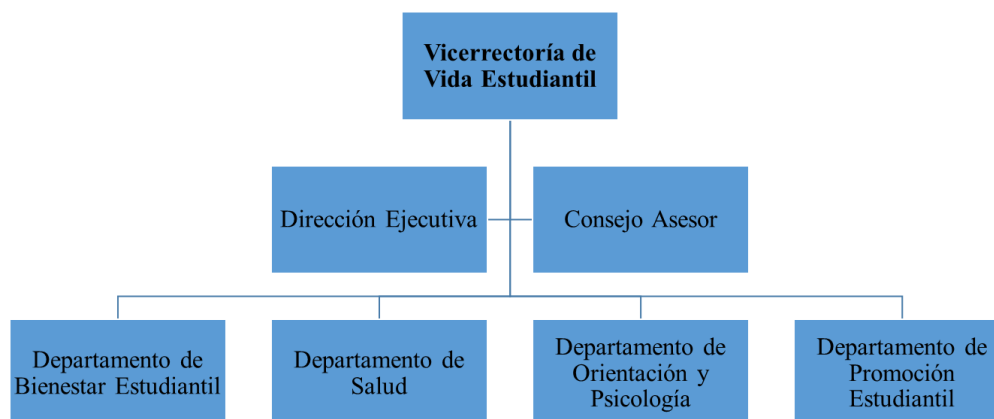 Vicerrectoría de
Vida Estudiantil
Dirección Ejecutiva
Consejo Asesor
Departamento de
Bienestar Estudiantil
Departamento de
Salud
Departamento de
Orientación y
Psicología
Departamento de
Promoción
Estudiantil